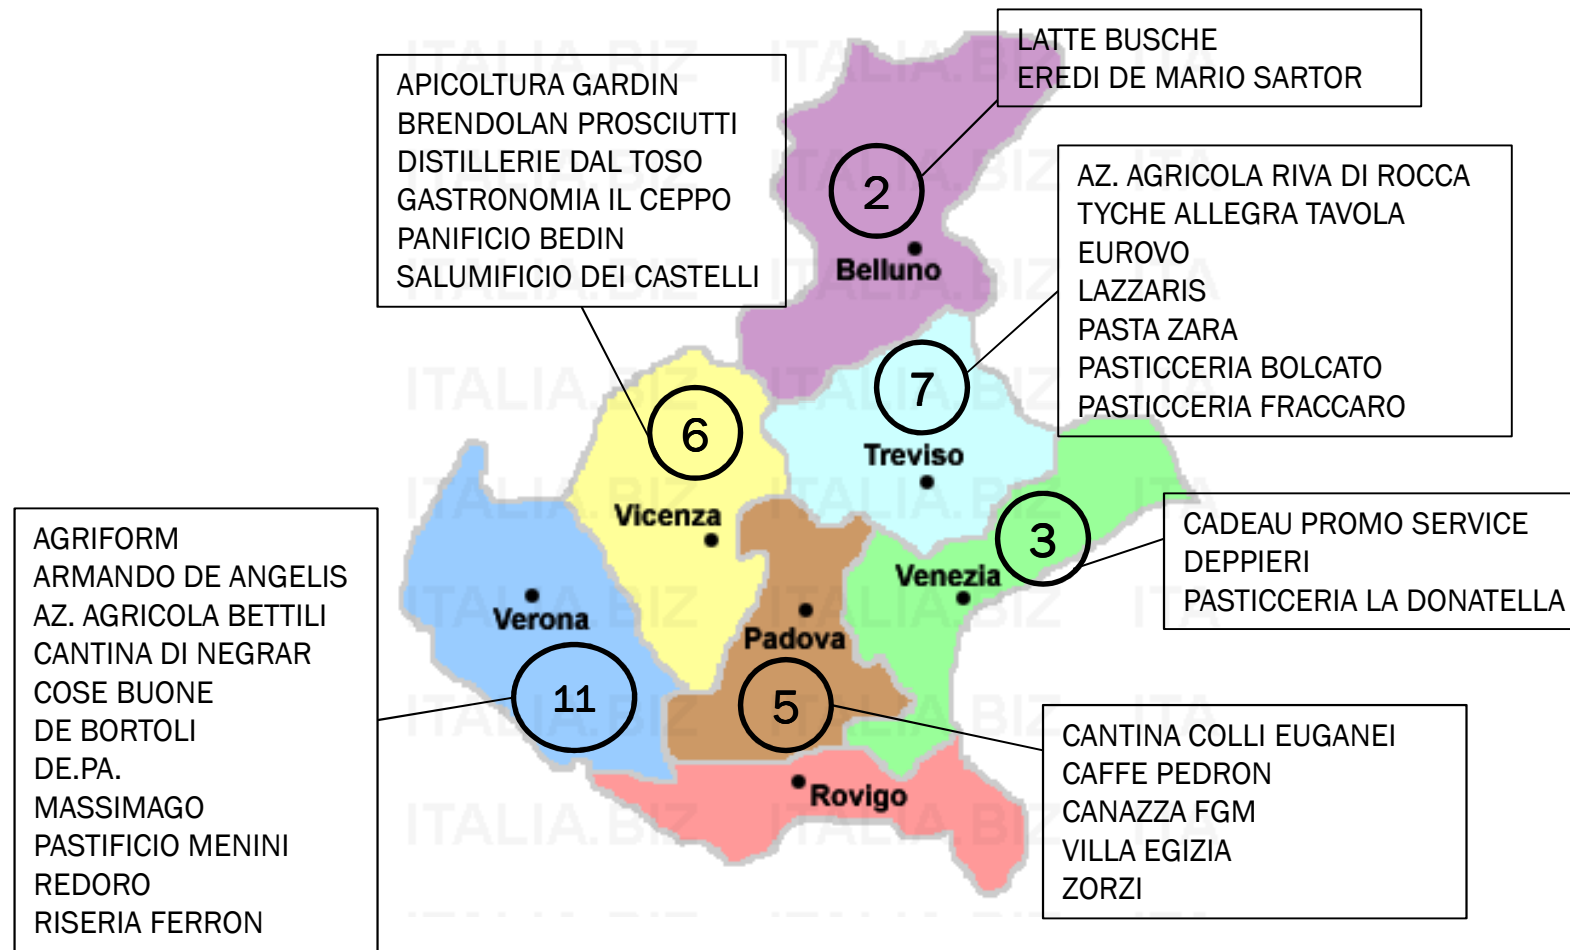 LATTE BUSCHE
EREDI DE MARIO SARTOR
APICOLTURA GARDIN
BRENDOLAN PROSCIUTTI
DISTILLERIE DAL TOSO
GASTRONOMIA IL CEPPO
PANIFICIO BEDIN
SALUMIFICIO DEI CASTELLI
AZ. AGRICOLA RIVA DI ROCCA
TYCHE ALLEGRA TAVOLA
EUROVO
LAZZARIS
PASTA ZARA
PASTICCERIA BOLCATO
PASTICCERIA FRACCARO
2
Belluno
7
Treviso
6
Vicenza
3
Venezia
CADEAU PROMO SERVICE
DEPPIERI
PASTICCERIA LA DONATELLA
AGRIFORM
ARMANDO DE ANGELIS
AZ. AGRICOLA BETTILI
CANTINA DI NEGRAR
COSE BUONE
DE BORTOLI
DE.PA.
MASSIMAGO
PASTIFICIO MENINI
REDORO
RISERIA FERRON
Verona
11
Padova
5
CANTINA COLLI EUGANEI
CAFFE PEDRON
CANAZZA FGM
VILLA EGIZIA
ZORZI
Rovigo
ITALIA.BIZ